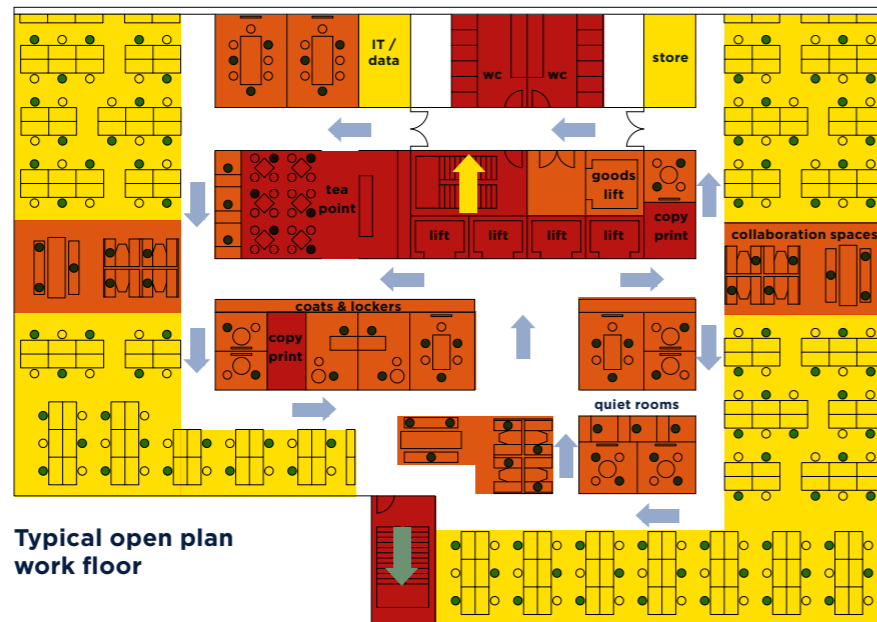 IT /
data
wc
wc
store
tea
point
goods
lift
copy
print
lift
lift
lift
lift
collaboration spaces
coats & lockers
copy
print
quiet rooms
Typical open plan
work floor